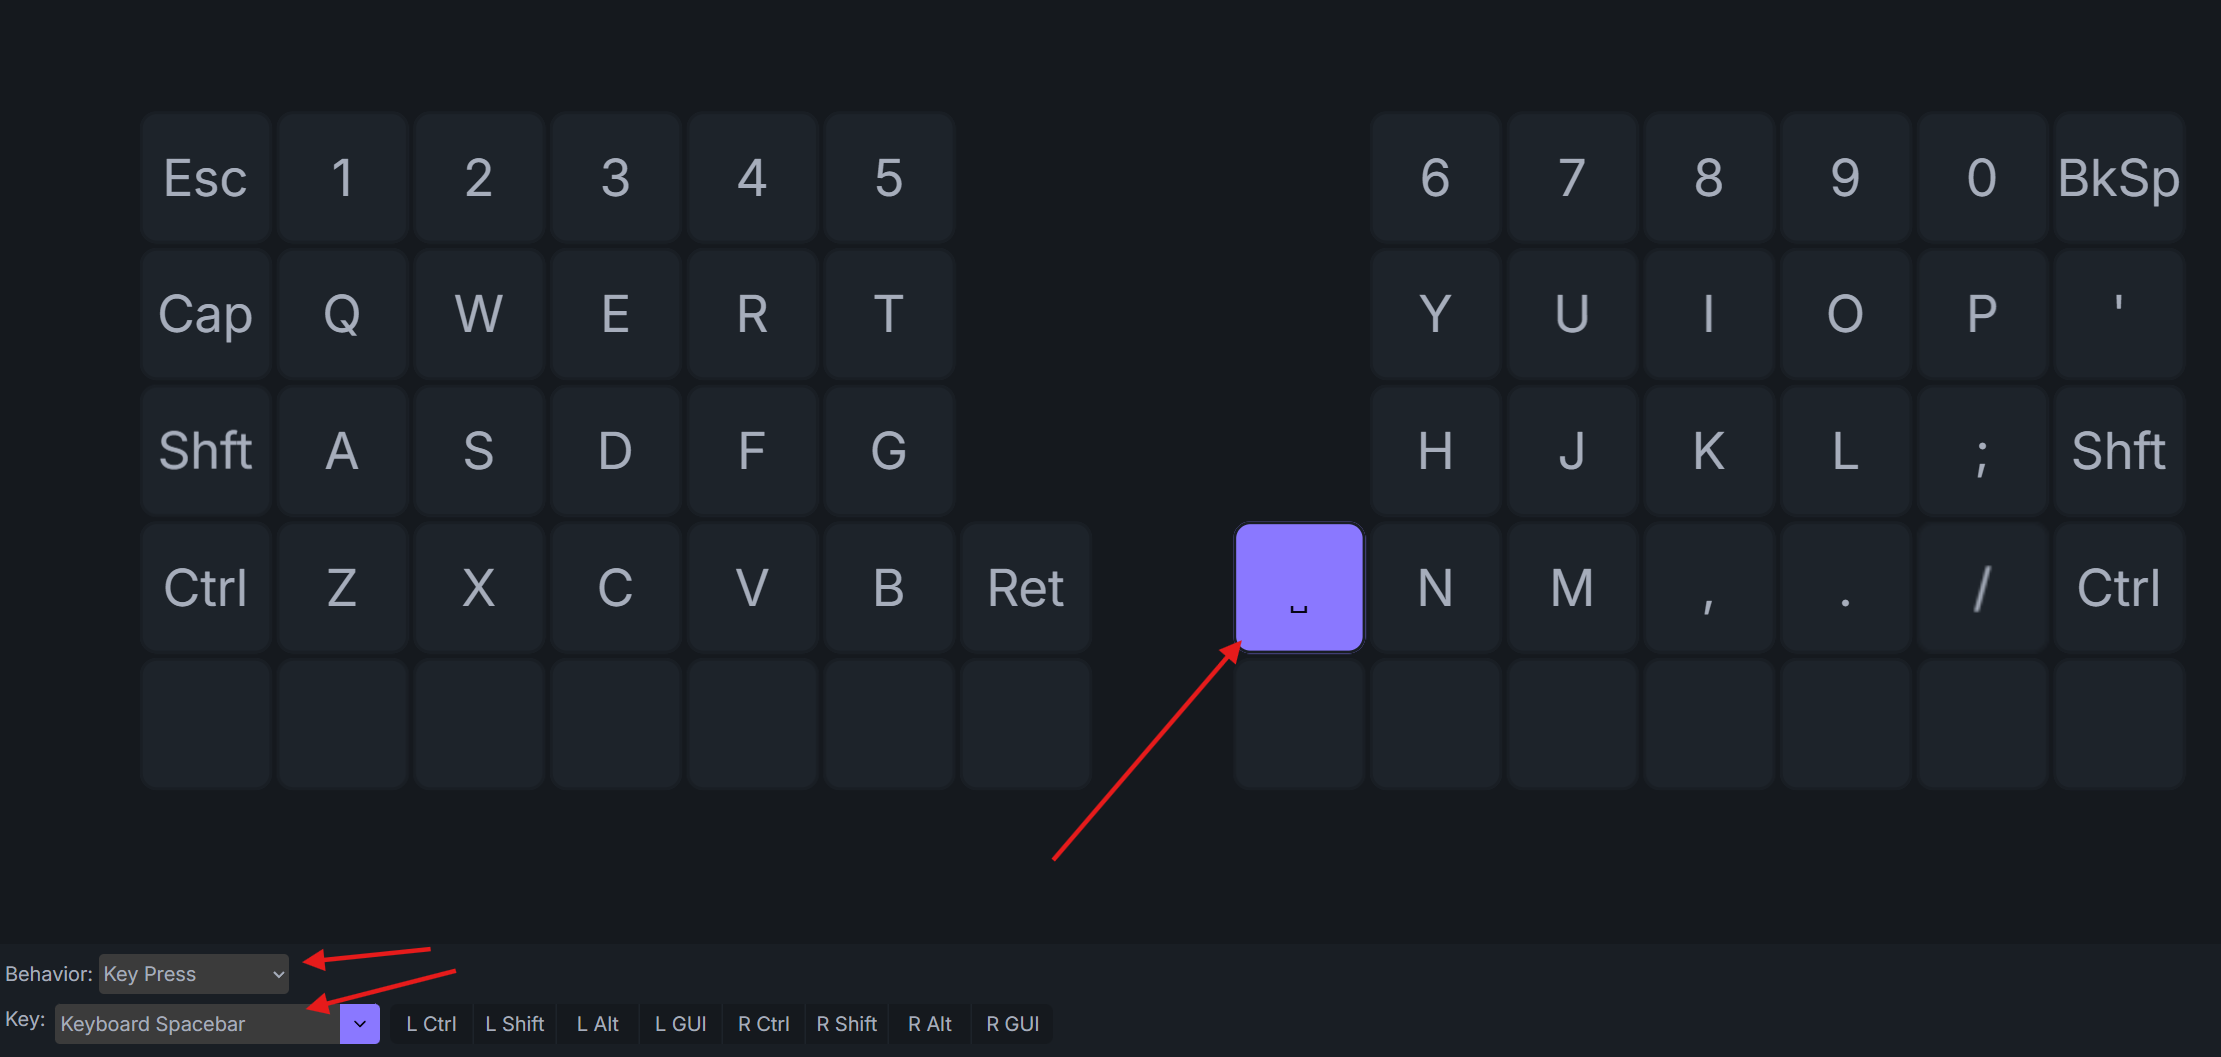 Esc 1 2 3 4 5 6 7 8 9 0 BkSp
Cap Q W E R T Y U I O P '
Shft A S D F G H J K L ; Shft
Ctrl Z X C V B Ret ␣ N M , . / Ctrl
Behavior: Key Press
Key: Keyboard Spacebar L Ctrl L Shift L Alt L GUI R Ctrl R Shift R Alt R GUI